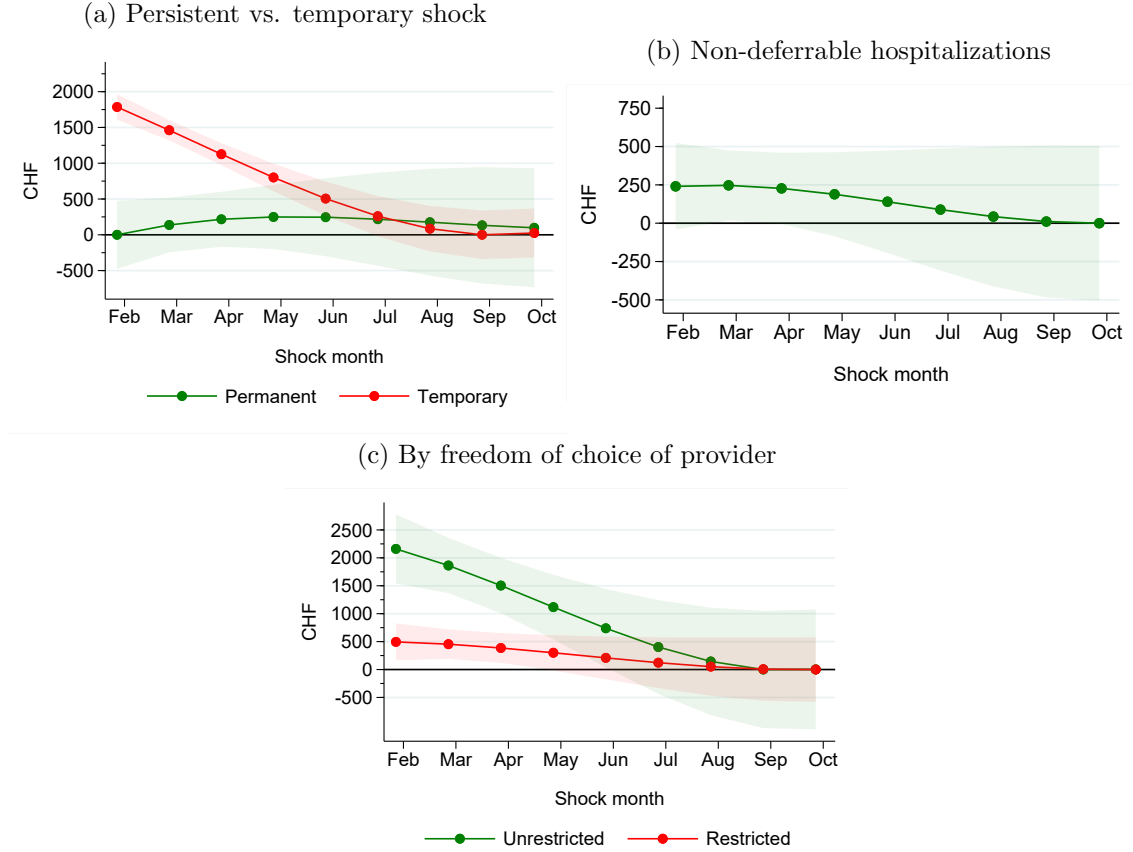 (a) Persistent vs. temporary shock
2000
1500
1000
500
0
-500
CHF
Feb Mar Apr May Jun Jul Aug Sep Oct
Shock month
Permanent Temporary
(b) Non-deferrable hospitalizations
750
500
250
0
-250
-500
CHF
Feb Mar Apr May Jun Jul Aug Sep Oct
Shock month
(c) By freedom of choice of provider
2500
2000
1500
1000
500
0
-500
CHF
Feb Mar Apr May Jun Jul Aug Sep Oct
Shock month
Unrestricted Restricted